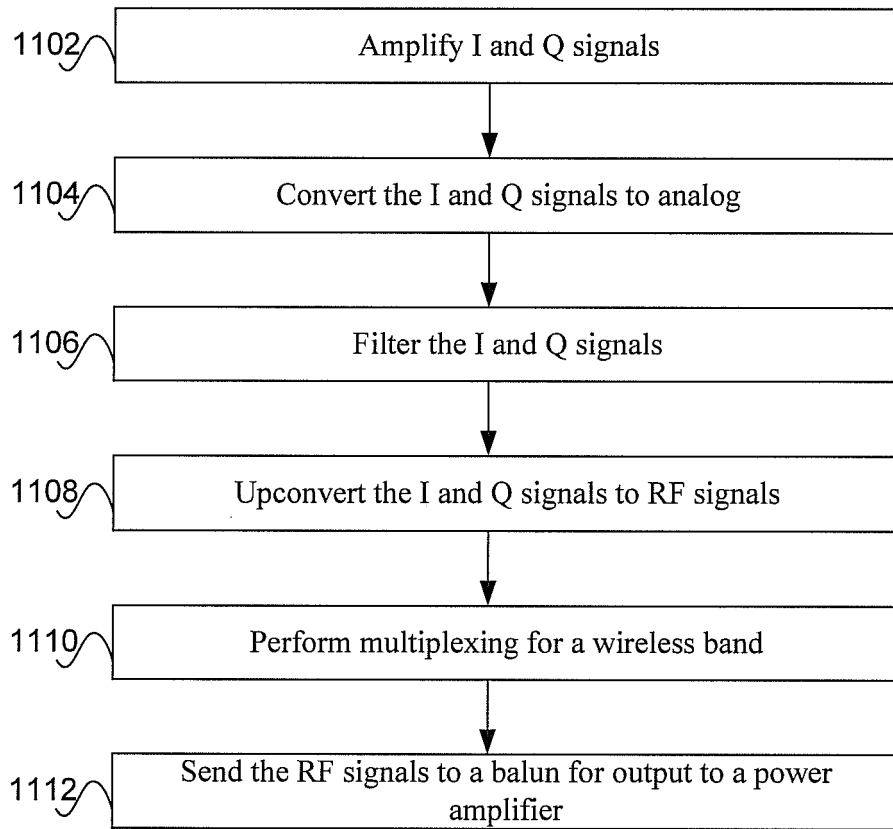 1102
Amplify I and Q signals
1104
Convert the I and Q signals to analog
1106
Filter the I and Q signals
1108
Upconvert the I and Q signals to RF signals
1110
Perform multiplexing for a wireless band
1112
Send the RF signals to a balun for output to a power
amplifier